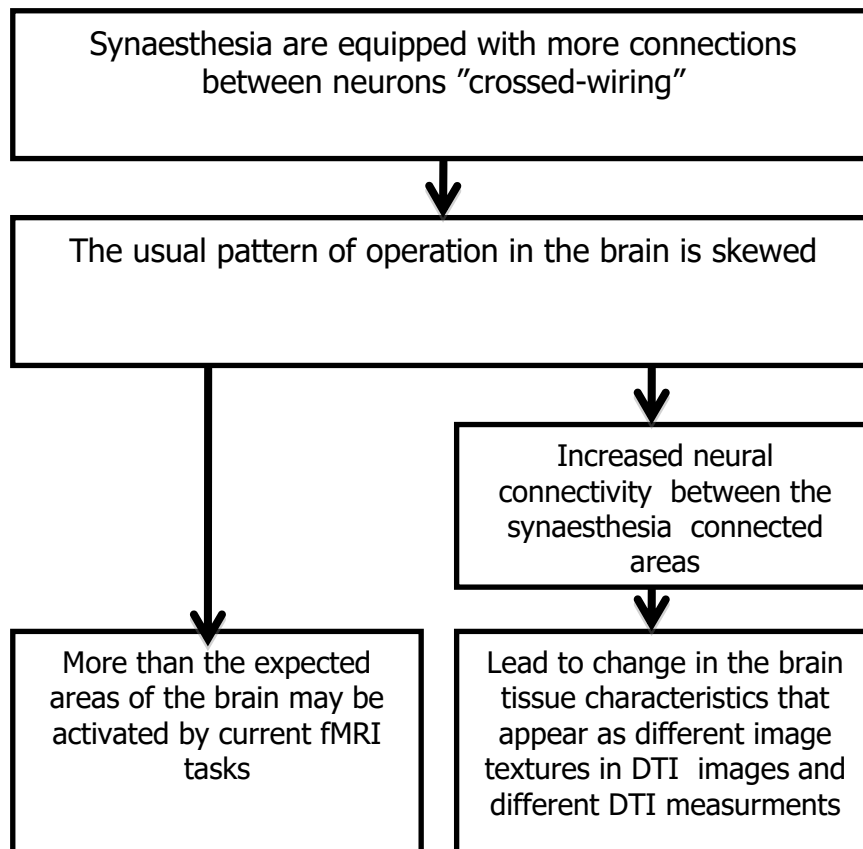 Synaesthesia are equipped with more connections
between neurons ”crossed-wiring”
The usual pattern of operation in the brain is skewed
Increased neural
connectivity between the
synaesthesia connected
areas
More than the expected
areas of the brain may be
activated by current fMRI
tasks
Lead to change in the brain
tissue characteristics that
appear as different image
textures in DTI images and
different DTI measurments